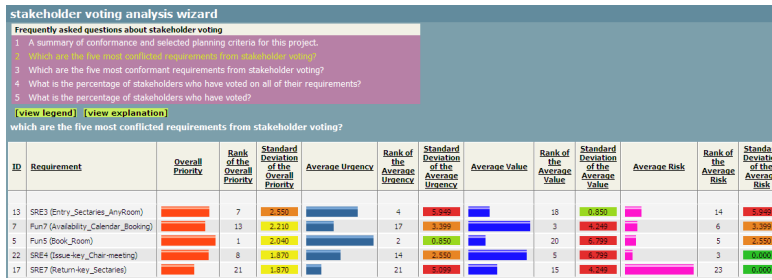 stakeholder voting analysis wizard
Frequently asked questions about stakeholder voting
1 A summary of conformance and selected planning criteria for this project.
2 Which are the five most conflicted requirements from stakeholder voting?
3 Which are the five most conformant requirements from stakeholder voting?
4 What is the percentage of stakeholders who have voted on all of their requirements?
5 What is the percentage of stakeholders who have voted?
[view legend] [view explanation]
which are the five most conflicted requirements from stakeholder voting?
ID Requirement Overall Priority Rank of the Overall Priority Standard Deviation of the Overall Priority Average Urgency Rank of the Average Urgency Standard Deviation of the Average Urgency Average Value Rank of the Average Value Standard Deviation of the Average Value Average Risk Rank of the Average Risk Standard Deviation of the Average Risk
13 SRE3 (Entry_Sectaries_AnyRoom) 7 2.550 4 5.949 18 0.850 14 5.949
7 Fun7 (Availability_Calendar_Booking) 13 2.210 17 3.399 3 4.249 6 3.399
5 Fun5 (Book_Room) 1 2.040 2 0.850 20 6.799 5 2.550
22 SRE4 (Issue-key_Chair-meeting) 8 1.870 14 2.550 5 6.799 3 0.000
17 SRE7 (Return-key_Sectaries) 21 1.870 21 5.099 15 4.249 23 0.000